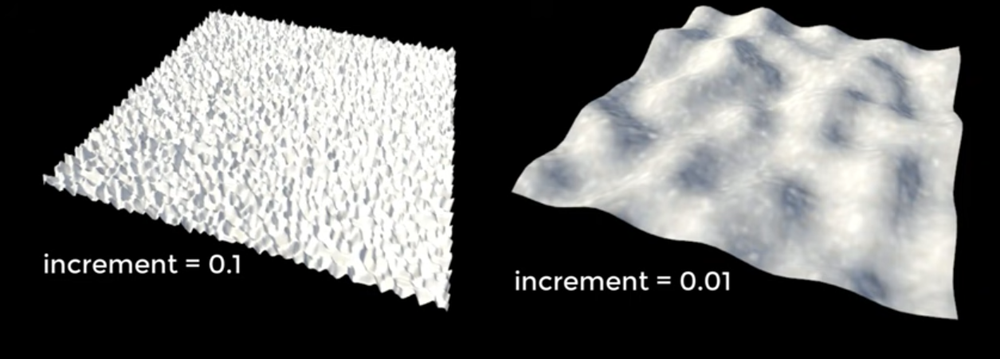 increment = 0.1
increment = 0.01